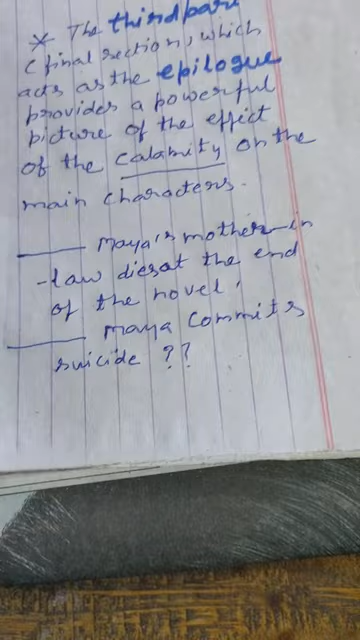 * The third part
(final section, which
acts as the epilogue
provides a powerful
picture of the effect
of the calamity on the
main characters.
Maya's mother-in
-law dies at the end
of the novel.
Maya commits
suicide ??